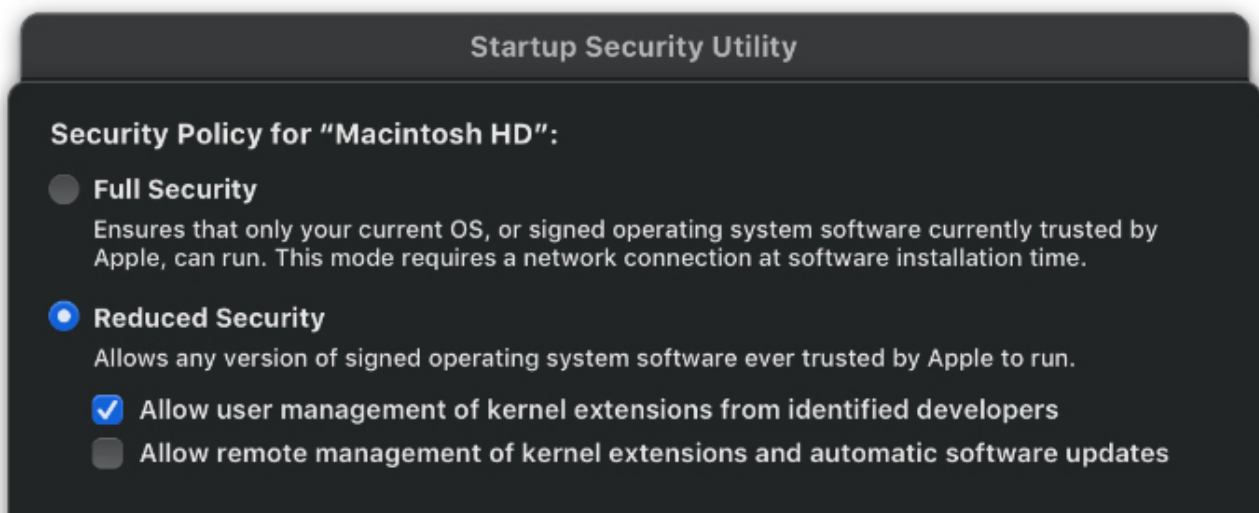 Startup Security Utility
Security Policy for “Macintosh HD”:
Full Security
Ensures that only your current OS, or signed operating system software currently trusted by
Apple, can run. This mode requires a network connection at software installation time.
Reduced Security
Allows any version of signed operating system software ever trusted by Apple to run.
Allow user management of kernel extensions from identified developers
Allow remote management of kernel extensions and automatic software updates